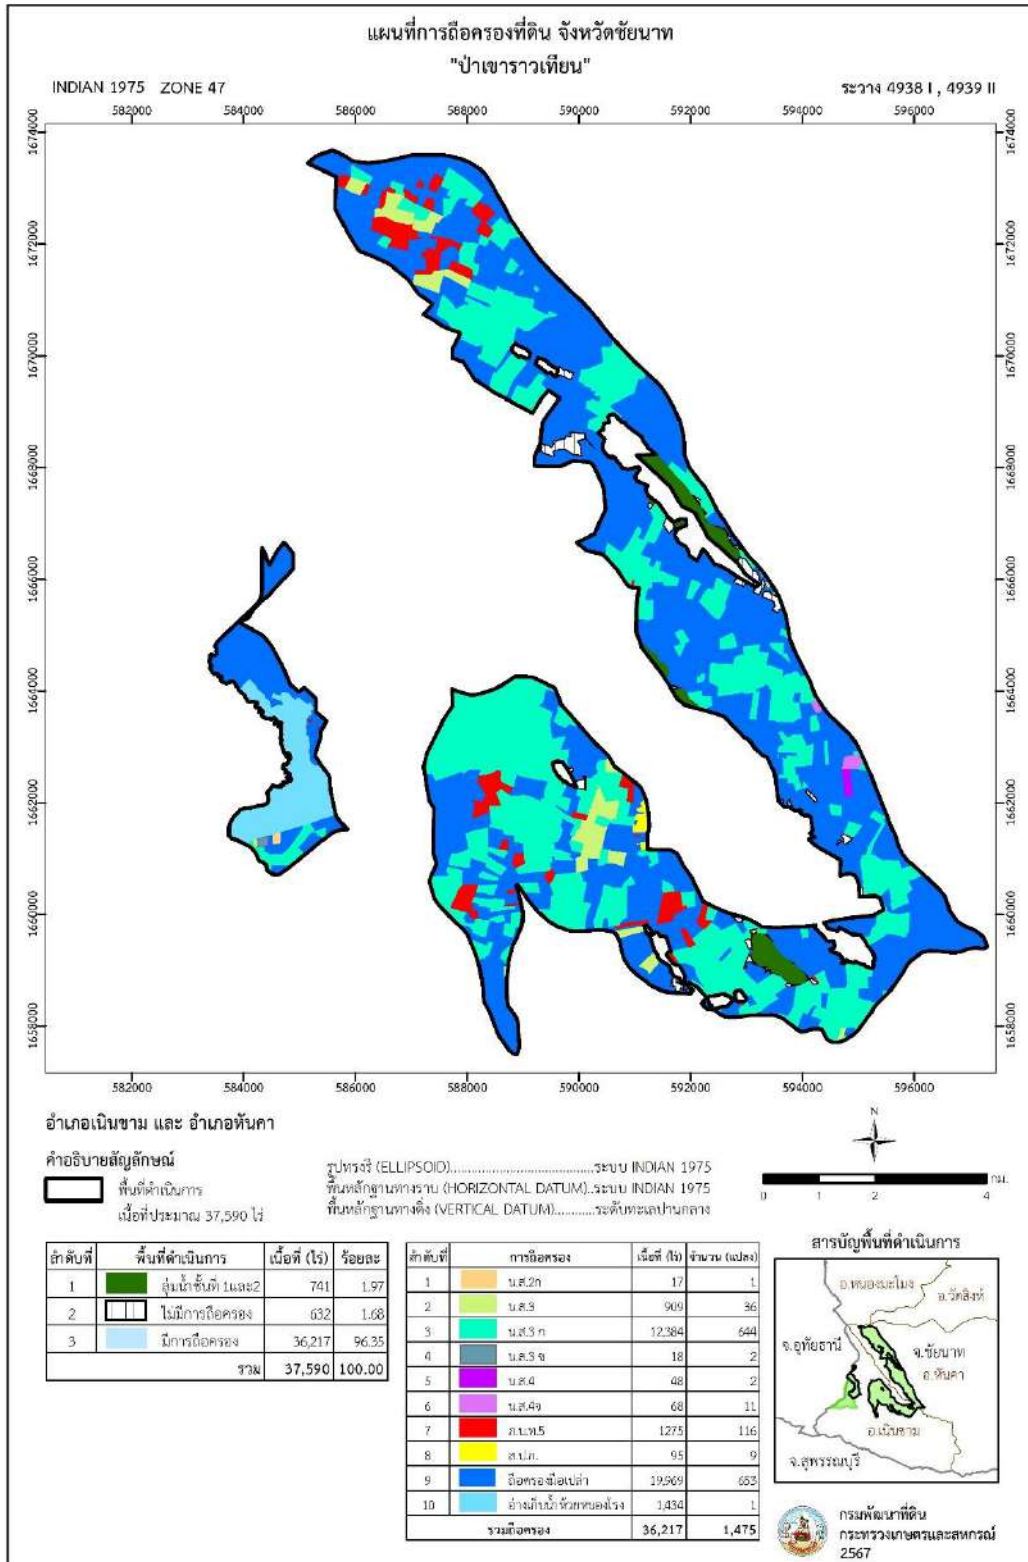 แผนที่การถือครองที่ดิน จังหวัดชัยนาท
"ป่าเขาราวเทียน"
INDIAN 1975 ZONE 47
ระวาง 4938 I , 4939 II
582000 584000 586000 588000 590000 592000 594000 596000
1674000 1674000
1672000 1672000
1670000 1670000
1668000 1668000
1666000 1666000
1664000 1664000
1662000 1662000
1660000 1660000
1658000 1658000
582000 584000 586000 588000 590000 592000 594000 596000
อำเภอเนินขาม และ อำเภอหันคา
คำอธิบายสัญลักษณ์
พื้นที่ดำเนินการ
เนื้อที่ประมาณ 37,590 ไร่
รูปทรงรี (ELLIPSOID)..........................................ระบบ INDIAN 1975
พื้นหลักฐานทางราบ (HORIZONTAL DATUM)..ระบบ INDIAN 1975
พื้นหลักฐานทางดิ่ง (VERTICAL DATUM)............ระดับทะเลปานกลาง
N
กม.
0 1 2 4
ลำดับที่ พื้นที่ดำเนินการ เนื้อที่ (ไร่) ร้อยละ
1 ลุ่มน้ำชั้นที่ 1และ2 741 1.97
2 ไม่มีการถือครอง 632 1.68
3 มีการถือครอง 36,217 96.35
รวม 37,590 100.00
ลำดับที่ การถือครอง เนื้อที่ (ไร่) จำนวน (แปลง)
1 น.ส.2ก 17 1
2 น.ส.3 909 36
3 น.ส.3 ก 12,384 644
4 น.ส.3 ข 18 2
5 น.ส.4 48 2
6 น.ส.4จ 68 11
7 ภ.บ.ท.5 1275 116
8 ส.ป.ก. 95 9
9 ถือครองมือเปล่า 19,969 653
10 อ่างเก็บน้ำห้วยหนองโรง 1,434 1
รวมถือครอง 36,217 1,475
สารบัญพื้นที่ดำเนินการ
อ.หนองมะโมง
อ.วัดสิงห์
จ.อุทัยธานี
จ.ชัยนาท
อ.หันคา
อ.เนินขาม
จ.สุพรรณบุรี
กรมพัฒนาที่ดิน
กระทรวงเกษตรและสหกรณ์
2567